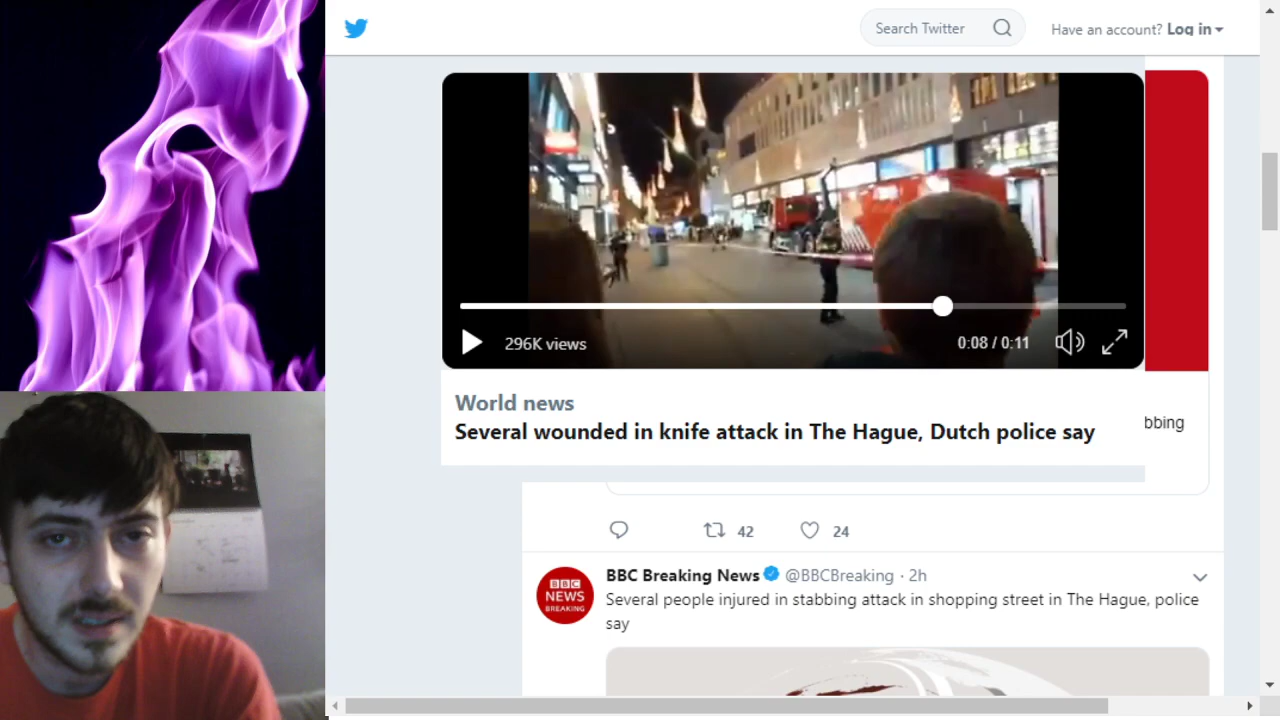 Search Twitter
Have an account? Log in
296K views
0:08 / 0:11
World news
Several wounded in knife attack in The Hague, Dutch police say
bbing
42
24
BBC Breaking News @BBCBreaking · 2h
BBC
NEWS
BREAKING
Several people injured in stabbing attack in shopping street in The Hague, police
say